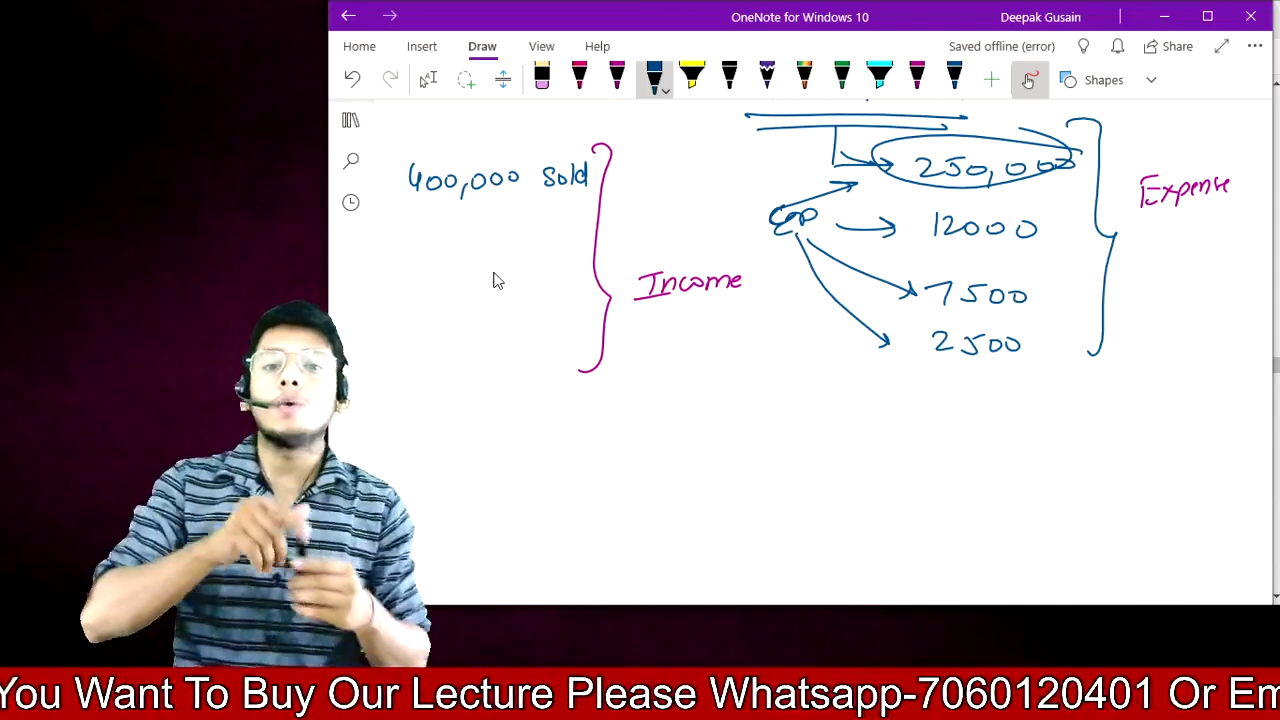 OneNote for Windows 10
Deepak Gusain
Home Insert Draw View Help
Saved offline (error)
Share
Shapes
400,000 Sold
Income
250,000
12000
7500
2500
Expense
You Want To Buy Our Lecture Please Whatsapp-7060120401 Or Em